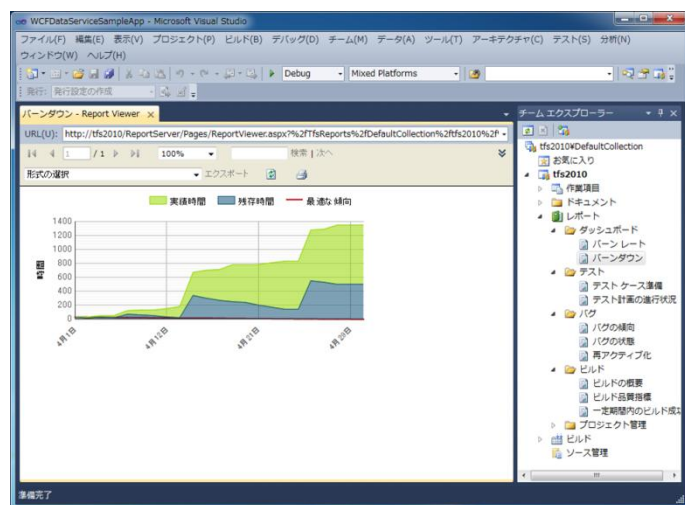 WCFDataServiceSampleApp - Microsoft Visual Studio
ファイル(F) 編集(E) 表示(V) プロジェクト(P) ビルド(B) デバッグ(D) チーム(M) データ(A) ツール(T) アーキテクチャ(C) テスト(S) 分析(N)
ウィンドウ(W) ヘルプ(H)
Debug Mixed Platforms
発行: 発行設定の作成
バーンダウン - Report Viewer
URL(U): http://tfs2010/ReportServer/Pages/ReportViewer.aspx?%2fTfsReports%2fDefaultCollection%2ftfs2010%2f
1 / 1 100% 検索 | 次へ
形式の選択 エクスポート
実績時間 残存時間 最適な傾向
時間
1400
1200
1000
800
600
400
200
0
4月1日 4月12日 4月21日
準備完了
チーム エクスプローラー
tfs2010¥DefaultCollection
お気に入り
tfs2010
作業項目
ドキュメント
レポート
ダッシュボード
バーン レート
バーンダウン
テスト
テスト ケース準備
テスト計画の進行状況
バグ
バグの傾向
バグの状態
再アクティブ化
ビルド
ビルドの概要
ビルド品質指標
一定期間内のビルド成
プロジェクト管理
ビルド
ソース管理